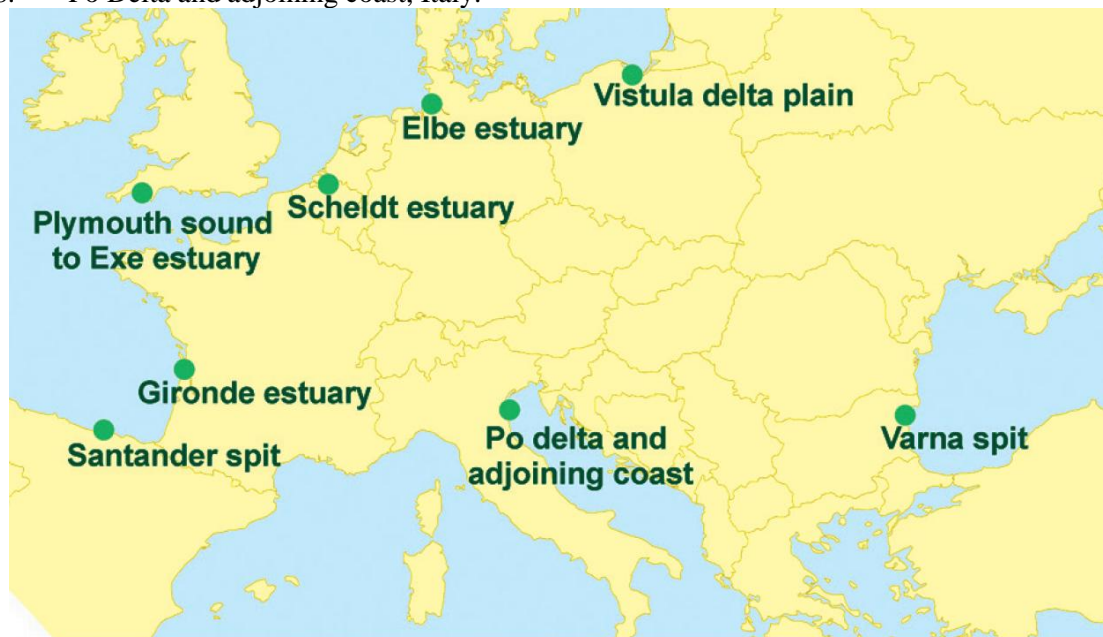 Po Delta and adjoining coast, Italy.
Vistula delta plain
Elbe estuary
Scheldt estuary
Plymouth sound
to Exe estuary
Gironde estuary
Santander spit
Po delta and
adjoining coast
Varna spit